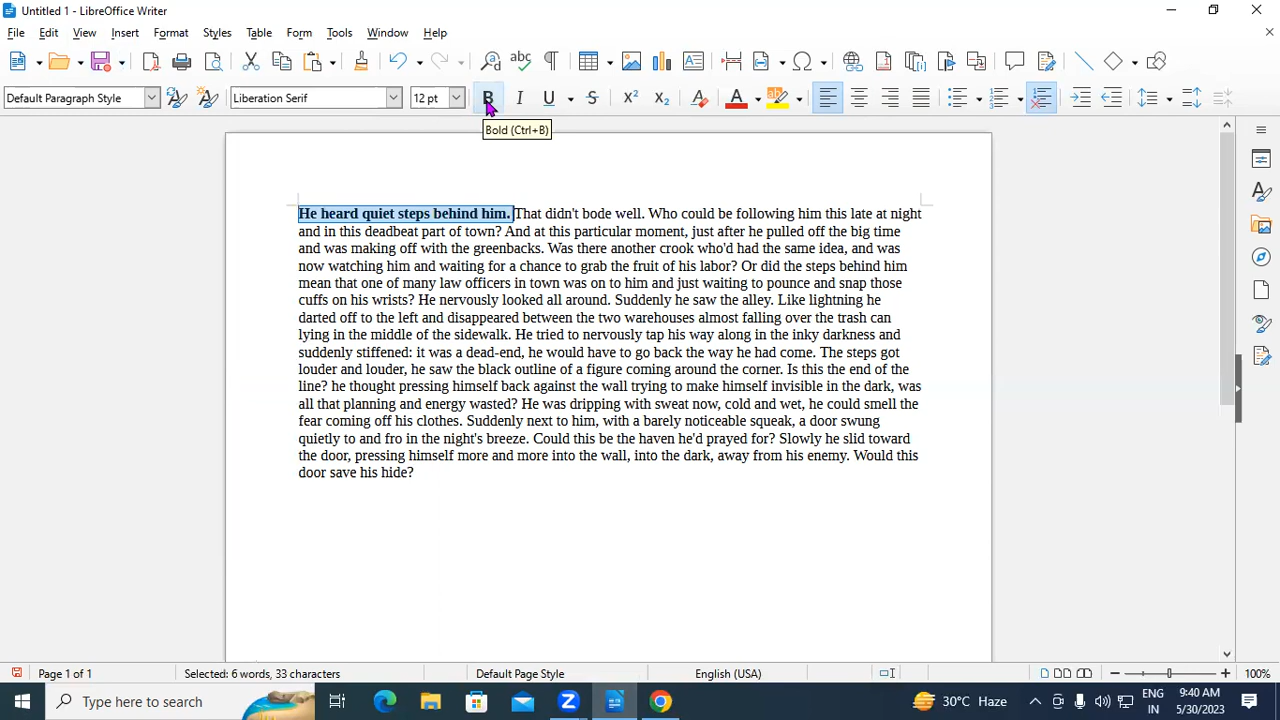 Untitled 1 - LibreOffice Writer
File Edit View Insert Format Styles Table Form Tools Window Help
Default Paragraph Style Liberation Serif 12 pt
Bold (Ctrl+B)
He heard quiet steps behind him. That didn't bode well. Who could be following him this late at night
and in this deadbeat part of town? And at this particular moment, just after he pulled off the big time
and was making off with the greenbacks. Was there another crook who'd had the same idea, and was
now watching him and waiting for a chance to grab the fruit of his labor? Or did the steps behind him
mean that one of many law officers in town was on to him and just waiting to pounce and snap those
cuffs on his wrists? He nervously looked all around. Suddenly he saw the alley. Like lightning he
darted off to the left and disappeared between the two warehouses almost falling over the trash can
lying in the middle of the sidewalk. He tried to nervously tap his way along in the inky darkness and
suddenly stiffened: it was a dead-end, he would have to go back the way he had come. The steps got
louder and louder, he saw the black outline of a figure coming around the corner. Is this the end of the
line? he thought pressing himself back against the wall trying to make himself invisible in the dark, was
all that planning and energy wasted? He was dripping with sweat now, cold and wet, he could smell the
fear coming off his clothes. Suddenly next to him, with a barely noticeable squeak, a door swung
quietly to and fro in the night's breeze. Could this be the haven he'd prayed for? Slowly he slid toward
the door, pressing himself more and more into the wall, into the dark, away from his enemy. Would this
door save his hide?
Page 1 of 1 Selected: 6 words, 33 characters Default Page Style English (USA) 100%
Type here to search 30°C Haze ENG IN 9:40 AM 5/30/2023